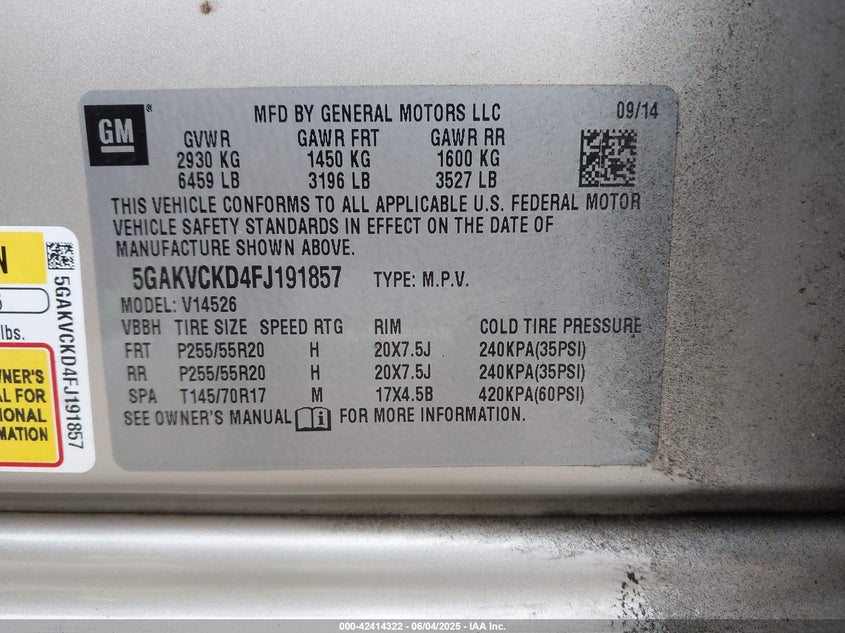 GM
MFD BY GENERAL MOTORS LLC 09/14
GVWR GAWR FRT GAWR RR
2930 KG 1450 KG 1600 KG
6459 LB 3196 LB 3527 LB
THIS VEHICLE CONFORMS TO ALL APPLICABLE U.S. FEDERAL MOTOR
VEHICLE SAFETY STANDARDS IN EFFECT ON THE DATE OF
MANUFACTURE SHOWN ABOVE.
5GAKVCKD4FJ191857 TYPE: M.P.V.
MODEL: V14526
VBBH TIRE SIZE SPEED RTG RIM COLD TIRE PRESSURE
FRT P255/55R20 H 20X7.5J 240KPA(35PSI)
RR P255/55R20 H 20X7.5J 240KPA(35PSI)
SPA T145/70R17 M 17X4.5B 420KPA(60PSI)
SEE OWNER'S MANUAL i FOR MORE INFORMATION.
lbs.
5GAKVCKD4FJ191857
000-42414322 - 06/04/2025 - IAA Inc.